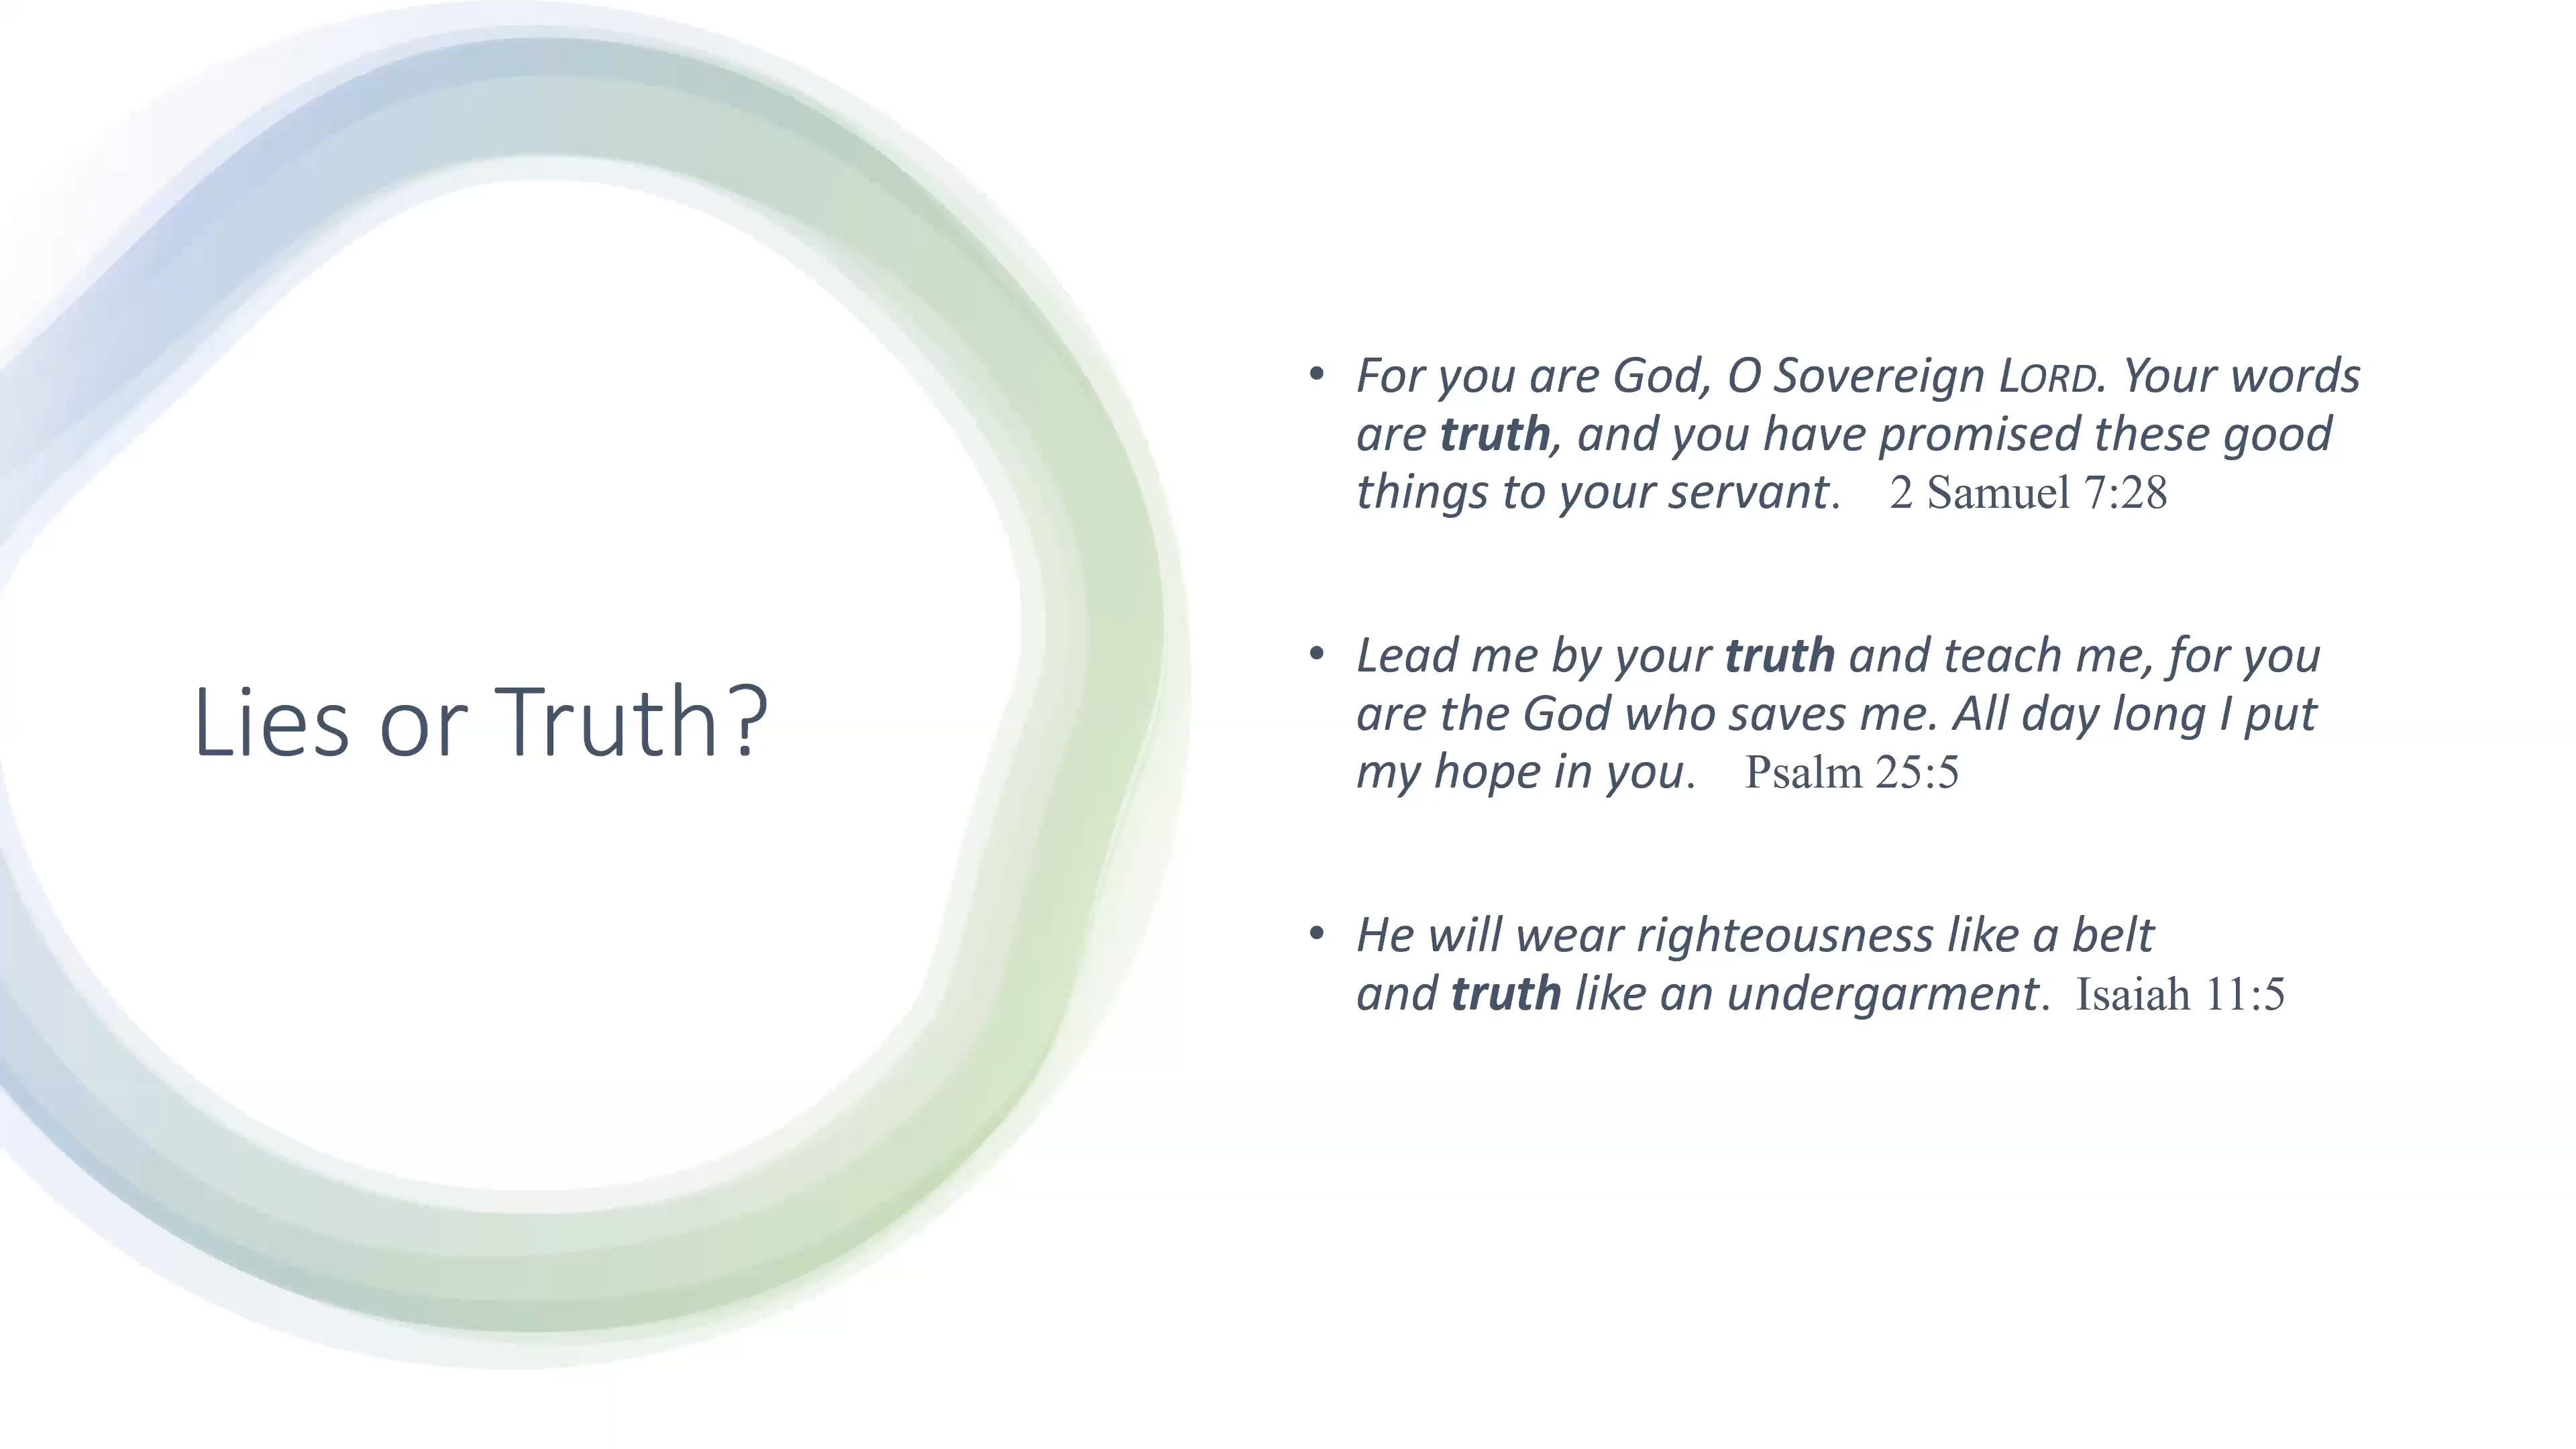 Lies or Truth?
• For you are God, O Sovereign LORD. Your words
are truth, and you have promised these good
things to your servant. 2 Samuel 7:28
• Lead me by your truth and teach me, for you
are the God who saves me. All day long I put
my hope in you. Psalm 25:5
• He will wear righteousness like a belt
and truth like an undergarment. Isaiah 11:5